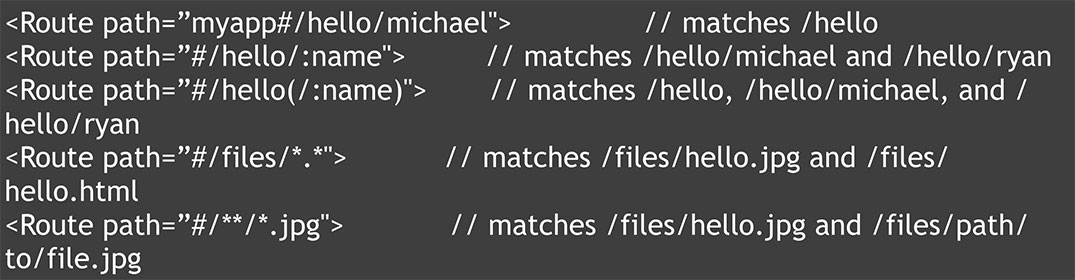 <Route path=”myapp#/hello/michael"> // matches /hello
<Route path=”#/hello/:name"> // matches /hello/michael and /hello/ryan
<Route path=”#/hello(/:name)"> // matches /hello, /hello/michael, and /
hello/ryan
<Route path=”#/files/*.*"> // matches /files/hello.jpg and /files/
hello.html
<Route path=”#/**/*.jpg"> // matches /files/hello.jpg and /files/path/
to/file.jpg